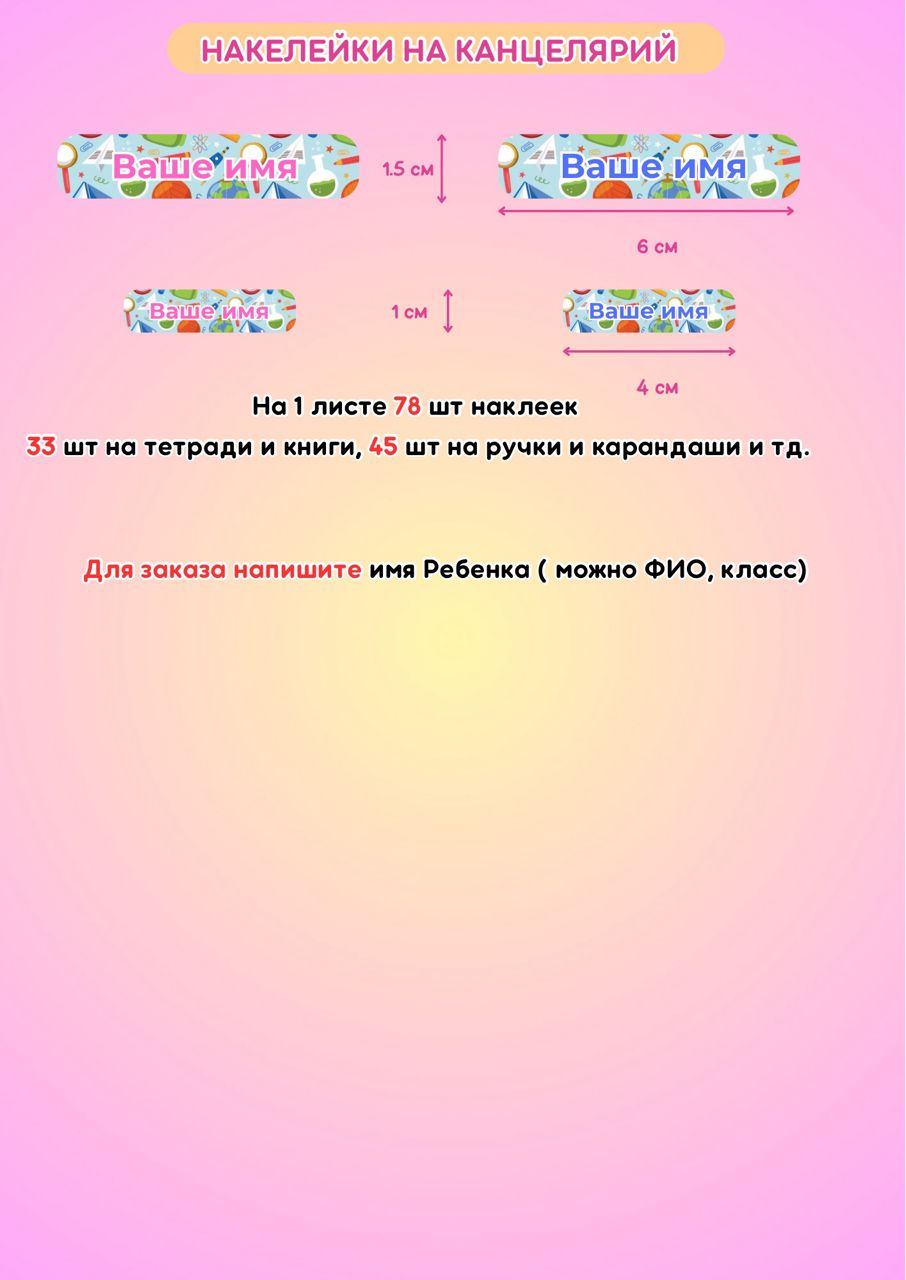 НАКЕЛЕЙКИ НА КАНЦЕЛЯРИЙ
Ваше имя
1.5 см
Ваше имя
6 см
Ваше имя
1 см
Ваше имя
4 см
На 1 листе 78 шт наклеек
33 шт на тетради и книги, 45 шт на ручки и карандаши и тд.
Для заказа напишите имя Ребенка ( можно ФИО, класс)